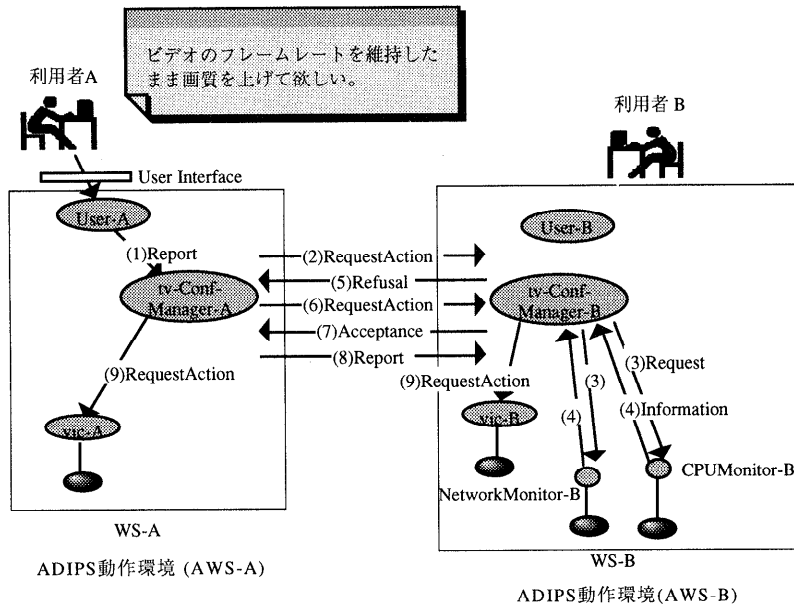 ビデオのフレームレートを維持した
まま画質を上げて欲しい。
利用者A
利用者 B
User Interface
User-A
User-B
(1)Report
(2)RequestAction
(5)Refusal
tv-Conf-
Manager-A
tv-Conf-
Manager-B
(6)RequestAction
(7)Acceptance
(8)Report
(9)RequestAction
(9)RequestAction
(3)
(3)Request
(4)
(4)Information
vic-A
vic-B
NetworkMonitor-B
CPUMonitor-B
WS-A
WS-B
ADIPS動作環境 (AWS-A)
ADIPS動作環境(AWS-B)